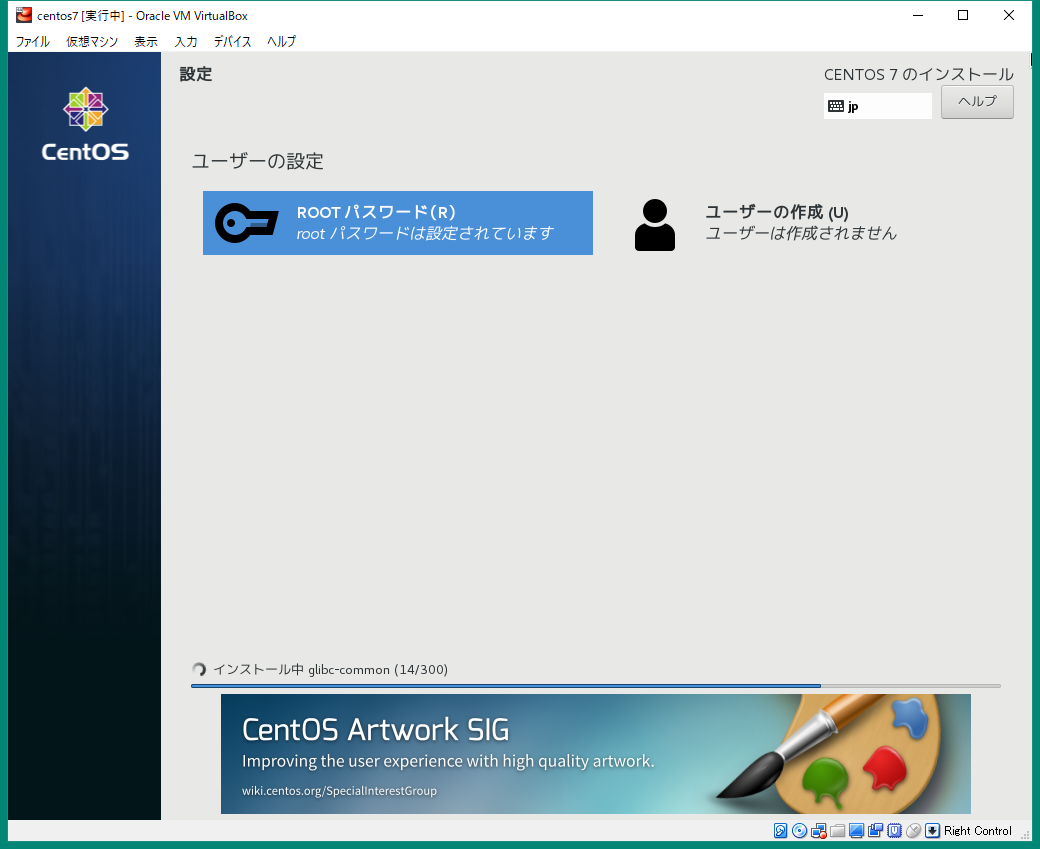 centos7 [実行中] - Oracle VM VirtualBox
ファイル 仮想マシン 表示 入力 デバイス ヘルプ
CentOS
設定
CENTOS 7 のインストール
jp
ヘルプ
ユーザーの設定
ROOT パスワード(R)
root パスワードは設定されています
ユーザーの作成 (U)
ユーザーは作成されません
インストール中 glibc-common (14/300)
CentOS Artwork SIG
Improving the user experience with high quality artwork.
wiki.centos.org/SpecialInterestGroup
Right Control